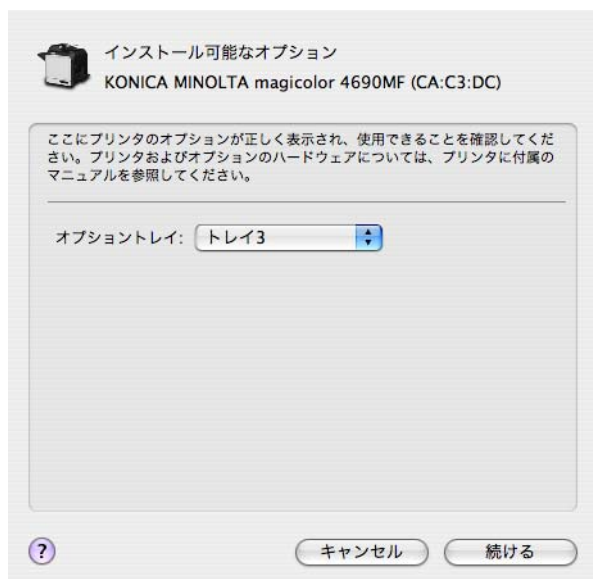 インストール可能なオプション
KONICA MINOLTA magicolor 4690MF (CA:C3:DC)
ここにプリンタのオプションが正しく表示され、使用できることを確認してくだ
さい。プリンタおよびオプションのハードウェアについては、プリンタに付属の
マニュアルを参照してください。
オプショントレイ: トレイ3
? キャンセル 続ける